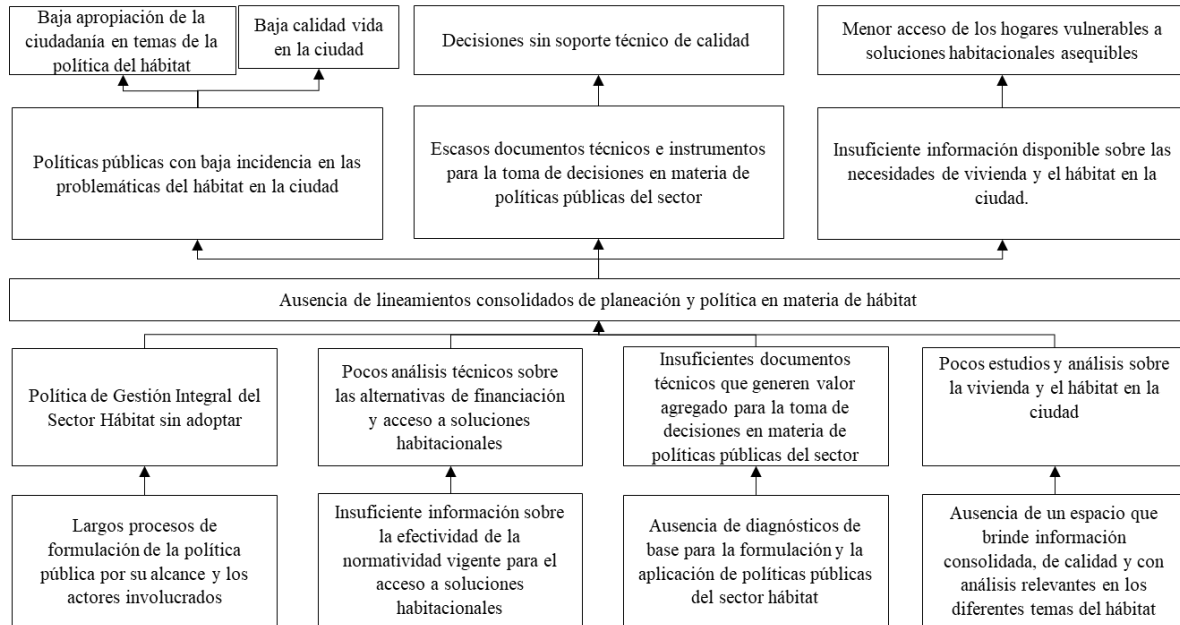 Baja apropiación de la
ciudadanía en temas de la
política del hábitat
Baja calidad vida
en la ciudad
Decisiones sin soporte técnico de calidad
Menor acceso de los hogares vulnerables a
soluciones habitacionales asequibles
Políticas públicas con baja incidencia en las
problemáticas del hábitat en la ciudad
Escasos documentos técnicos e instrumentos
para la toma de decisiones en materia de
políticas públicas del sector
Insuficiente información disponible sobre las
necesidades de vivienda y el hábitat en la
ciudad.
Ausencia de lineamientos consolidados de planeación y política en materia de hábitat
Política de Gestión Integral del
Sector Hábitat sin adoptar
Pocos análisis técnicos sobre
las alternativas de financiación
y acceso a soluciones
habitacionales
Insuficientes documentos
técnicos que generen valor
agregado para la toma de
decisiones en materia de
políticas públicas del sector
Pocos estudios y análisis sobre
la vivienda y el hábitat en la
ciudad
Largos procesos de
formulación de la política
pública por su alcance y los
actores involucrados
Insuficiente información sobre
la efectividad de la
normatividad vigente para el
acceso a soluciones
habitacionales
Ausencia de diagnósticos de
base para la formulación y la
aplicación de políticas públicas
del sector hábitat
Ausencia de un espacio que
brinde información
consolidada, de calidad y con
análisis relevantes en los
diferentes temas del hábitat